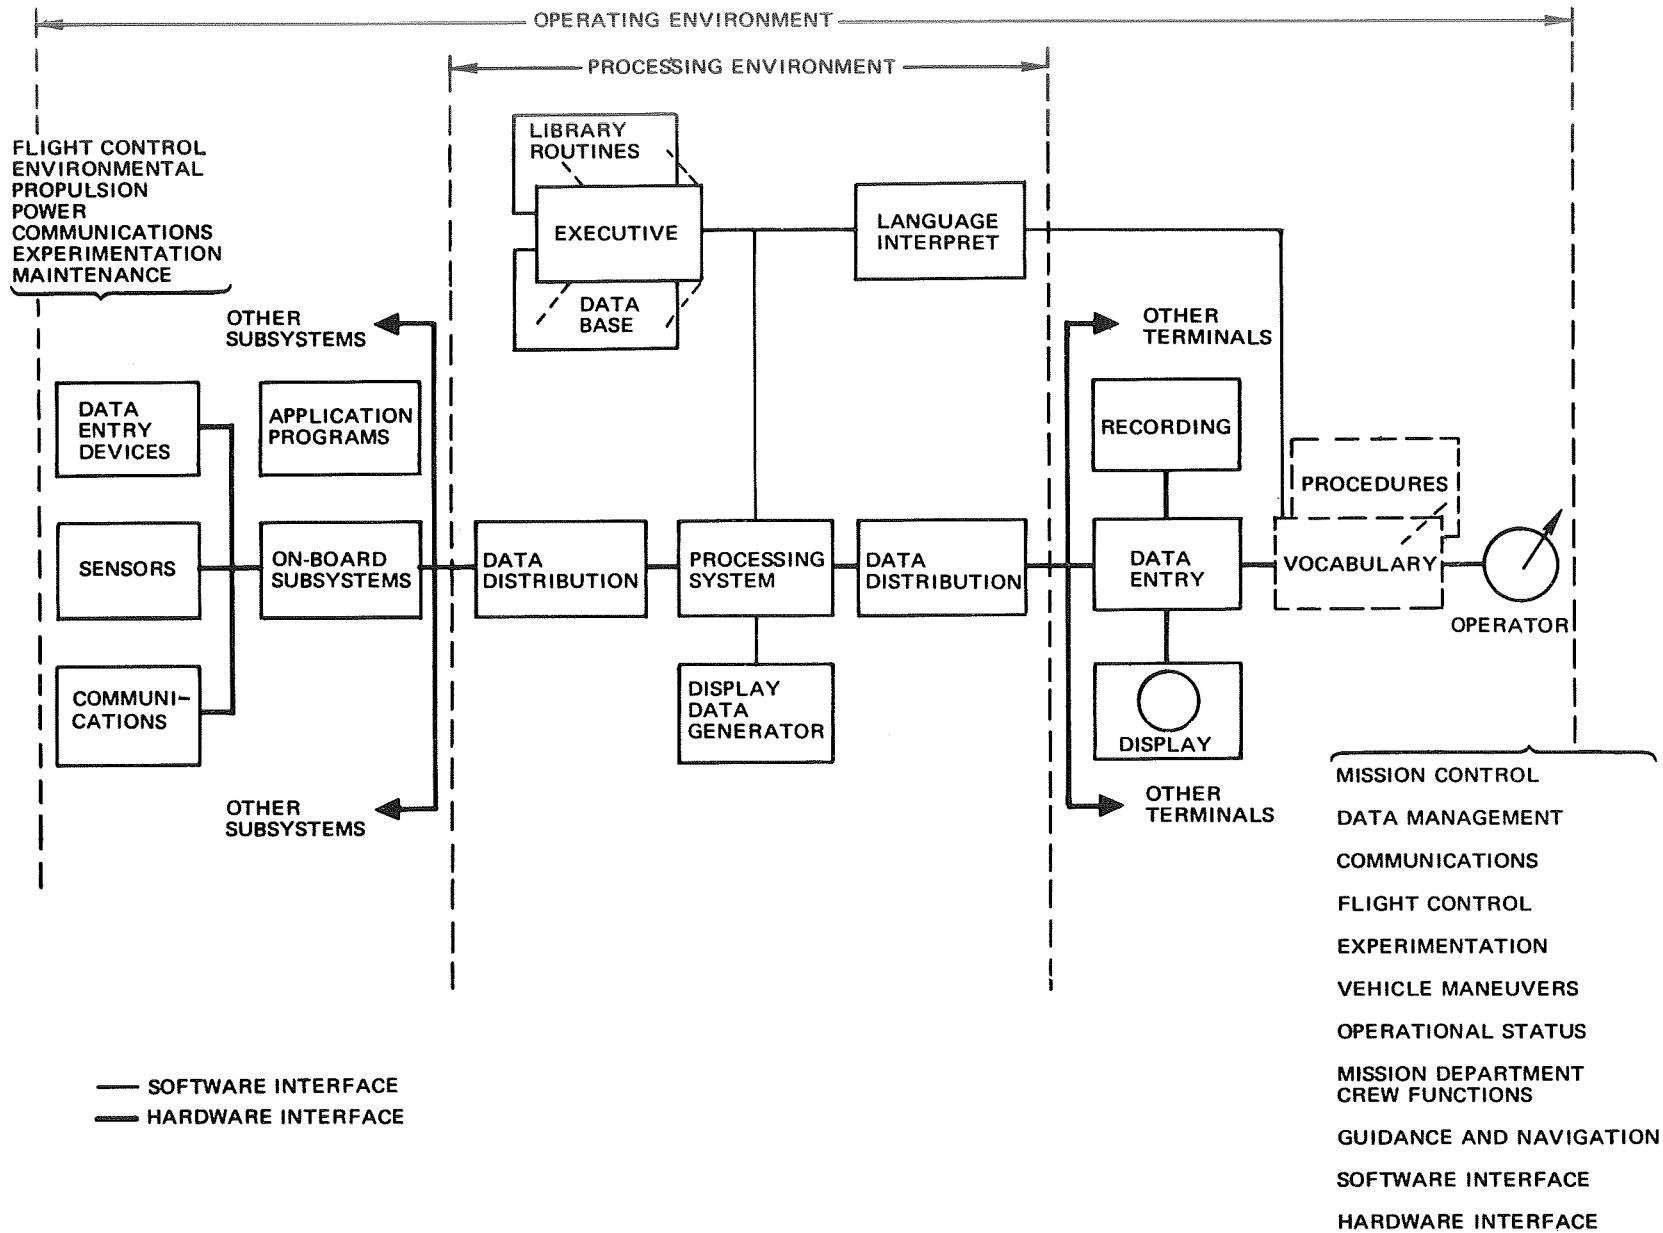 OPERATING ENVIRONMENT
PROCESSING ENVIRONMENT
FLIGHT CONTROL
ENVIRONMENTAL
PROPULSION
POWER
COMMUNICATIONS
EXPERIMENTATION
MAINTENANCE
LIBRARY
ROUTINES
EXECUTIVE
DATA
BASE
LANGUAGE
INTERPRET
OTHER
SUBSYSTEMS
OTHER
TERMINALS
DATA
ENTRY
DEVICES
APPLICATION
PROGRAMS
RECORDING
PROCEDURES
SENSORS
ON-BOARD
SUBSYSTEMS
DATA
DISTRIBUTION
PROCESSING
SYSTEM
DATA
DISTRIBUTION
DATA
ENTRY
VOCABULARY
OPERATOR
COMMUNI-
CATIONS
DISPLAY
DATA
GENERATOR
DISPLAY
OTHER
SUBSYSTEMS
OTHER
TERMINALS
MISSION CONTROL
DATA MANAGEMENT
COMMUNICATIONS
FLIGHT CONTROL
EXPERIMENTATION
VEHICLE MANEUVERS
OPERATIONAL STATUS
MISSION DEPARTMENT
CREW FUNCTIONS
GUIDANCE AND NAVIGATION
SOFTWARE INTERFACE
HARDWARE INTERFACE
SOFTWARE INTERFACE
HARDWARE INTERFACE